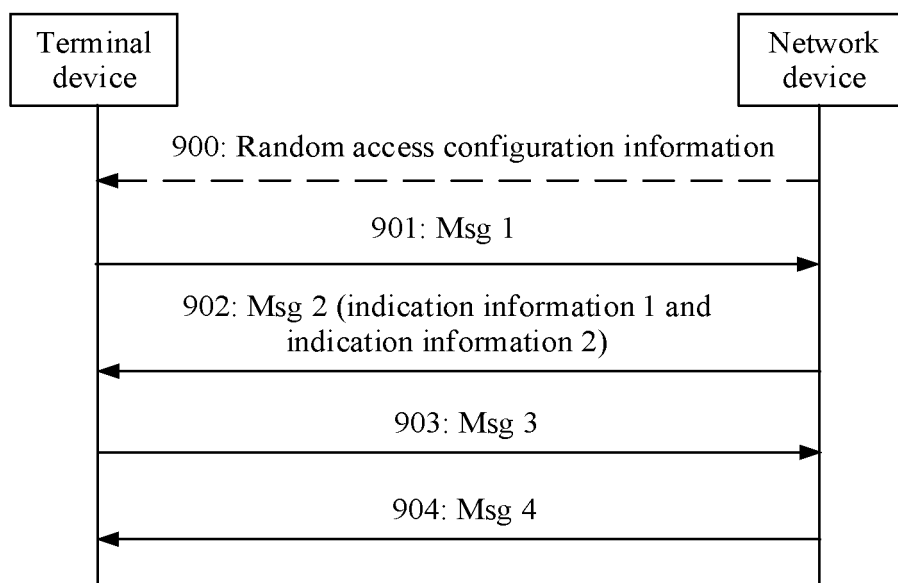 Terminal
device
Network
device
900: Random access configuration information
901: Msg 1
902: Msg 2 (indication information 1 and
indication information 2)
903: Msg 3
904: Msg 4